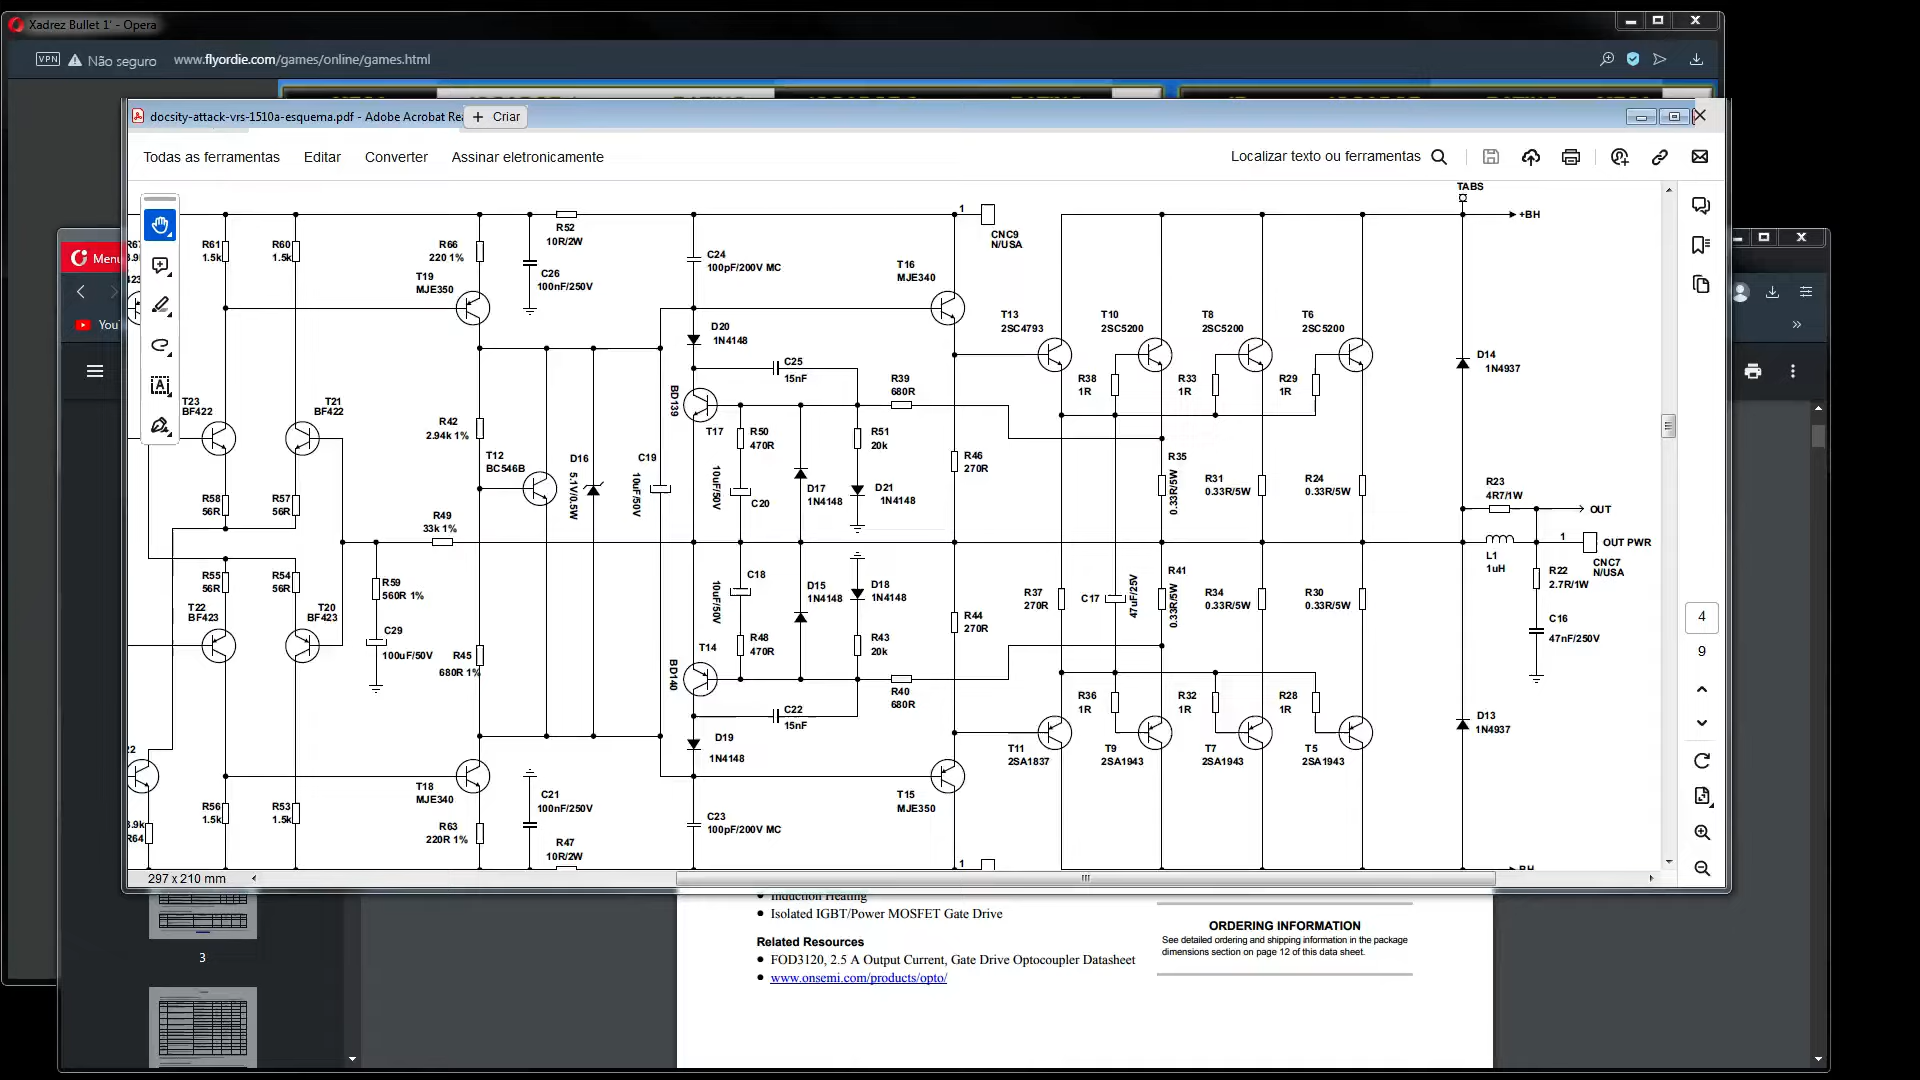 Xadrez Bullet 1' - Opera
VPN Não seguro www.flyordie.com/games/online/games.html
docsity-attack-vrs-1510a-esquema.pdf - Adobe Acrobat Rea
+ Criar
Todas as ferramentas Editar Converter Assinar eletronicamente
Localizar texto ou ferramentas
Menu
YouT
TABS
+BH
1
CNC9
N/USA
R61
1.5k
R60
1.5k
R66
220 1%
T19
MJE350
R52
10R/2W
C26
100nF/250V
C24
100pF/200V MC
T16
MJE340
D20
1N4148
C25
15nF
T13
2SC4793
T10
2SC5200
T8
2SC5200
T6
2SC5200
D14
1N4937
R38
1R
R33
1R
R29
1R
R39
680R
T23
BF422
T21
BF422
BD139
T17
R42
2.94k 1%
T12
BC546B
D16
5.1V/0.5W
C19
10uF/50V
R50
470R
10uF/50V
C20
D17
1N4148
R51
20k
D21
1N4148
R46
270R
R35
0.33R/5W
R31
0.33R/5W
R24
0.33R/5W
R58
56R
R57
56R
R49
33k 1%
R23
4R7/1W
OUT
L1
1uH
1
OUT PWR
CNC7
N/USA
R22
2.7R/1W
C16
47nF/250V
R55
56R
R54
56R
R59
560R 1%
C29
100uF/50V
T22
BF423
T20
BF423
R45
680R 1%
10uF/50V
C18
R48
470R
T14
BD140
D15
1N4148
D18
1N4148
R43
20k
R44
270R
R37
270R
C17
47uF/25V
R41
0.33R/5W
R34
0.33R/5W
R30
0.33R/5W
R40
680R
C22
15nF
D19
1N4148
R36
1R
R32
1R
R28
1R
T11
2SA1837
T9
2SA1943
T7
2SA1943
T5
2SA1943
D13
1N4937
T18
MJE340
C21
100nF/250V
T15
MJE350
R56
1.5k
R53
1.5k
R63
220R 1%
R47
10R/2W
C23
100pF/200V MC
3.9k
R64
1
4
9
297 x 210 mm
Induction Heating
• Isolated IGBT/Power MOSFET Gate Drive
Related Resources
• FOD3120, 2.5 A Output Current, Gate Drive Optocoupler Datasheet
• www.onsemi.com/products/opto/
ORDERING INFORMATION
See detailed ordering and shipping information in the package
dimensions section on page 12 of this data sheet.
3